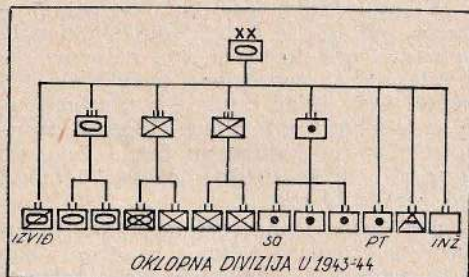 XX
IZVIĐ
SO
PT
INŽ
OKLOPNA DIVIZIJA U 1943-44